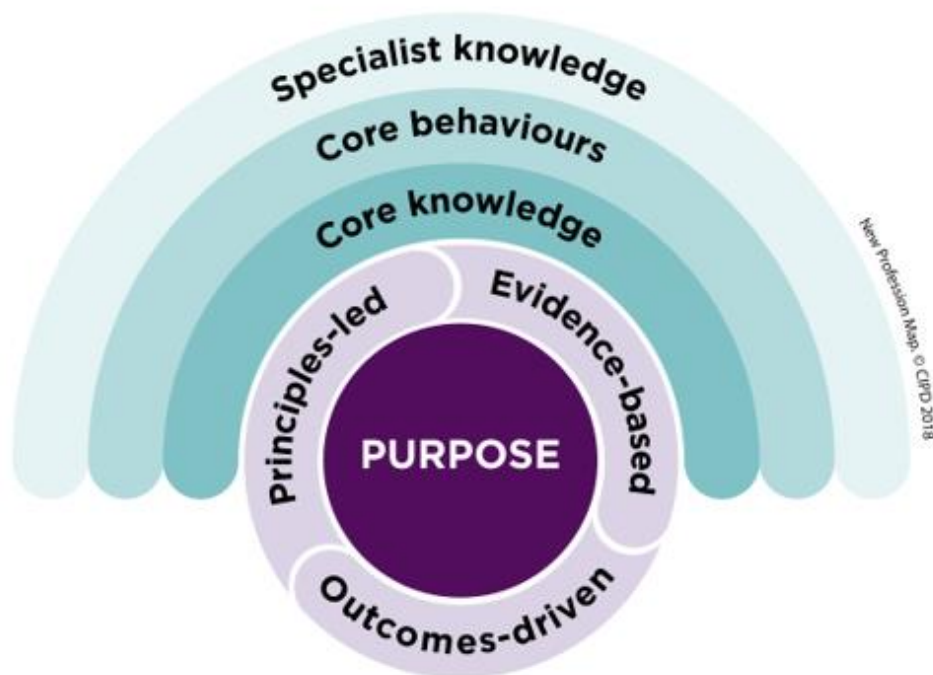 Specialist knowledge
Core behaviours
Core knowledge
Principles-led
Evidence-based
PURPOSE
Outcomes-driven
New Profession Map. © CIPD 2018